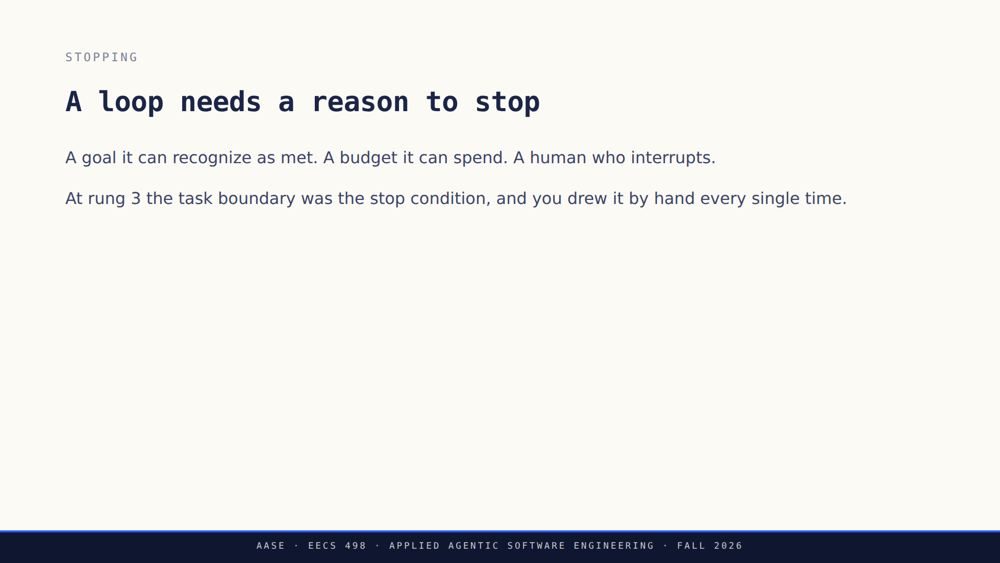 STOPPING
A loop needs a reason to stop
A goal it can recognize as met. A budget it can spend. A human who interrupts.
At rung 3 the task boundary was the stop condition, and you drew it by hand every single time.
AASE · EECS 498 · APPLIED AGENTIC SOFTWARE ENGINEERING · FALL 2026